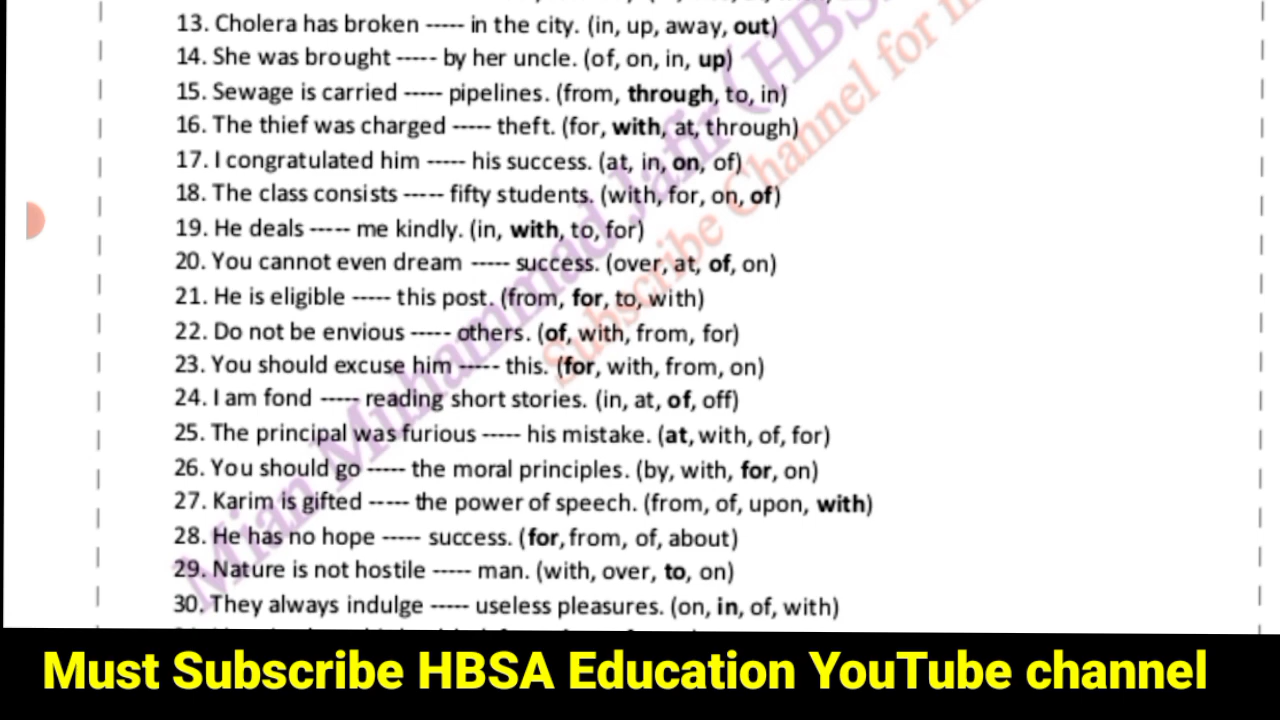 13. Cholera has broken ----- in the city. (in, up, away, out)
14. She was brought ----- by her uncle. (of, on, in, up)
15. Sewage is carried ----- pipelines. (from, through, to, in)
16. The thief was charged ----- theft. (for, with, at, through)
17. I congratulated him ----- his success. (at, in, on, of)
18. The class consists ----- fifty students. (with, for, on, of)
19. He deals ----- me kindly. (in, with, to, for)
20. You cannot even dream ----- success. (over, at, of, on)
21. He is eligible ----- this post. (from, for, to, with)
22. Do not be envious ----- others. (of, with, from, for)
23. You should excuse him ----- this. (for, with, from, on)
24. I am fond ----- reading short stories. (in, at, of, off)
25. The principal was furious ----- his mistake. (at, with, of, for)
26. You should go ----- the moral principles. (by, with, for, on)
27. Karim is gifted ----- the power of speech. (from, of, upon, with)
28. He has no hope ----- success. (for, from, of, about)
29. Nature is not hostile ----- man. (with, over, to, on)
30. They always indulge ----- useless pleasures. (on, in, of, with)
Mian Muhammad Jafir (HBS
Subscribe Channel for m
Must Subscribe HBSA Education YouTube channel